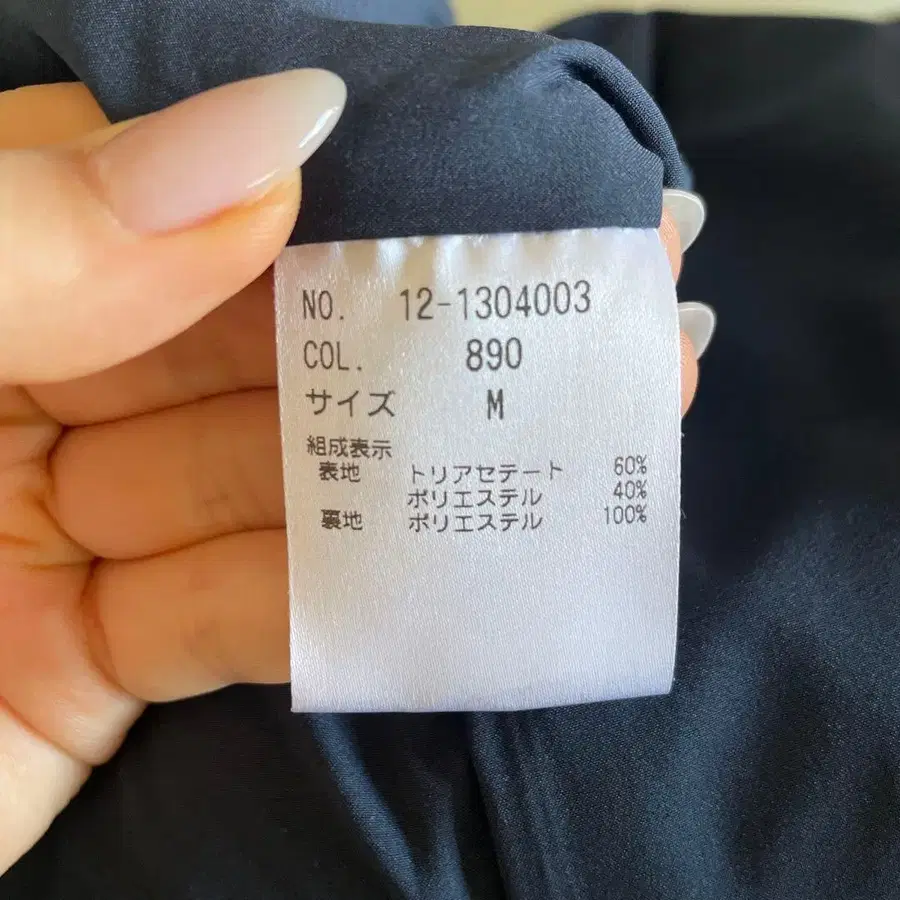 NO. 12-1304003
COL. 890
サイズ M
組成表示
表地 トリアセテート 60%
ポリエステル 40%
裏地 ポリエステル 100%